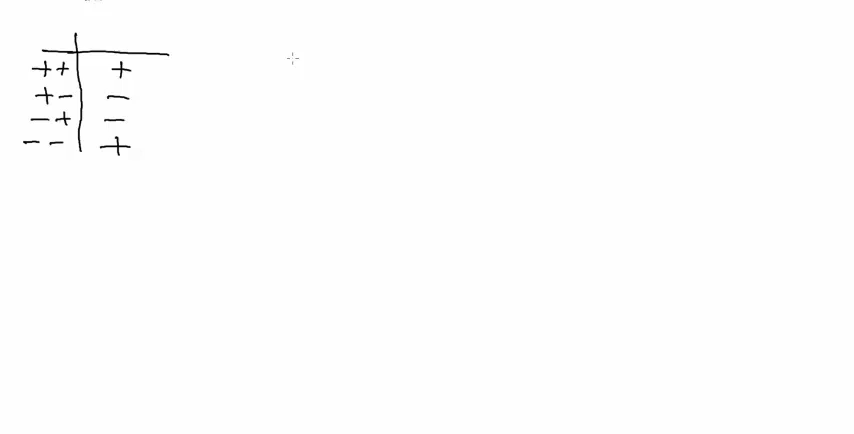 ++ +
+- -
-+ -
-- +